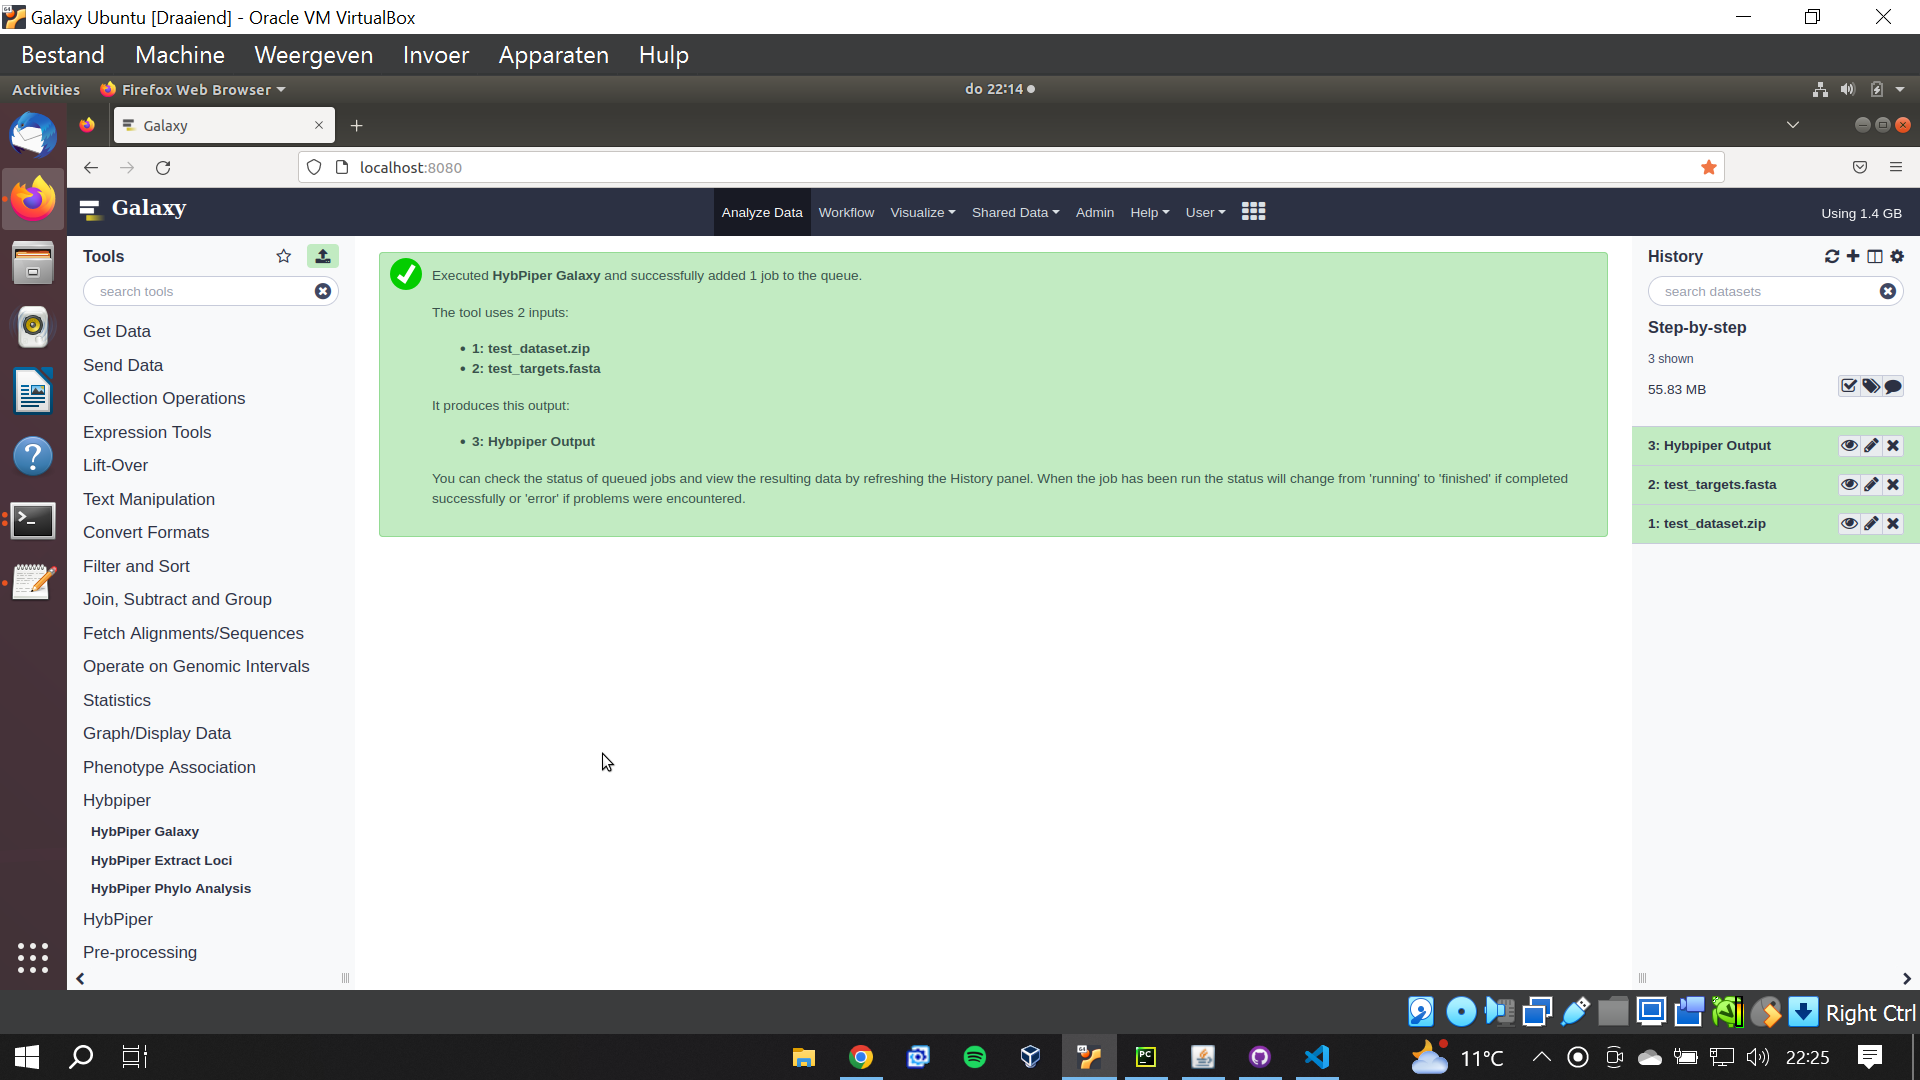 Galaxy Ubuntu [Draaiend] - Oracle VM VirtualBox
Bestand Machine Weergeven Invoer Apparaten Hulp
Activities Firefox Web Browser do 22:14
Galaxy
localhost:8080
Galaxy Analyze Data Workflow Visualize Shared Data Admin Help User Using 1.4 GB
Tools
search tools
Get Data
Send Data
Collection Operations
Expression Tools
Lift-Over
Text Manipulation
Convert Formats
Filter and Sort
Join, Subtract and Group
Fetch Alignments/Sequences
Operate on Genomic Intervals
Statistics
Graph/Display Data
Phenotype Association
Hybpiper
HybPiper Galaxy
HybPiper Extract Loci
HybPiper Phylo Analysis
HybPiper
Pre-processing
Executed HybPiper Galaxy and successfully added 1 job to the queue.
The tool uses 2 inputs:
• 1: test_dataset.zip
• 2: test_targets.fasta
It produces this output:
• 3: Hybpiper Output
You can check the status of queued jobs and view the resulting data by refreshing the History panel. When the job has been run the status will change from 'running' to 'finished' if completed
successfully or 'error' if problems were encountered.
History
search datasets
Step-by-step
3 shown
55.83 MB
3: Hybpiper Output
2: test_targets.fasta
1: test_dataset.zip
Right Ctrl
11°C 22:25